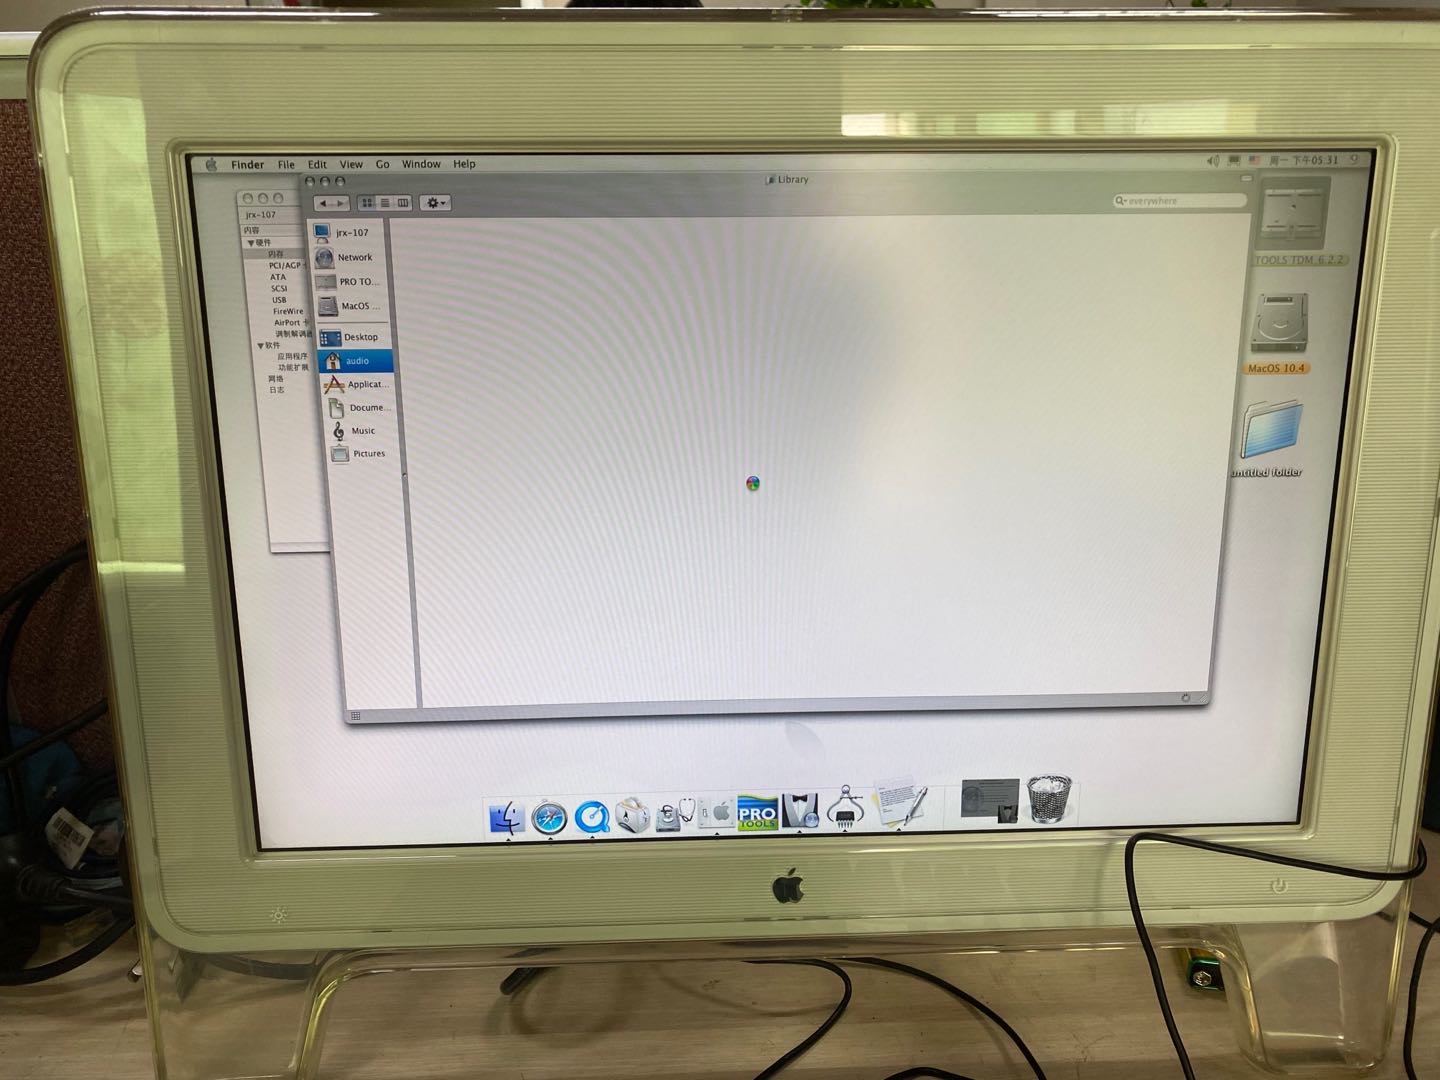 Finder File Edit View Go Window Help
周一 下午05:31
Library
everywhere
jrx-107
内容
硬件
内存
PCI/AGP 卡
ATA
SCSI
USB
FireWire
AirPort 卡
调制解调器
软件
应用程序
功能扩展
网络
日志
jrx-107
Network
PRO TO...
MacOS ...
Desktop
audio
Applicat...
Docume...
Music
Pictures
TOOLS TDM 6.2.2
MacOS 10.4
untitled folder
PRO
TOOLS